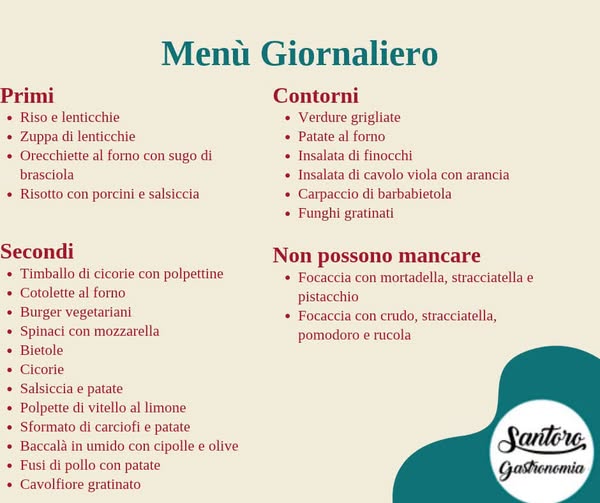 Menù Giornaliero
Primi
Riso e lenticchie
Zuppa di lenticchie
Orecchiette al forno con sugo di
brasciola
Risotto con porcini e salsiccia
Secondi
Timballo di cicorie con polpettine
Cotolette al forno
Burger vegetariani
Spinaci con mozzarella
Bietole
Cicorie
Salsiccia e patate
Polpette di vitello al limone
Sformato di carciofi e patate
Baccalà in umido con cipolle e olive
Fusi di pollo con patate
Cavolfiore gratinato
Contorni
Verdure grigliate
Patate al forno
Insalata di finocchi
Insalata di cavolo viola con arancia
Carpaccio di barbabietola
Funghi gratinati
Non possono mancare
Focaccia con mortadella, stracciatella e
pistacchio
Focaccia con crudo, stracciatella,
pomodoro e rucola
Santoro
Gastronomia